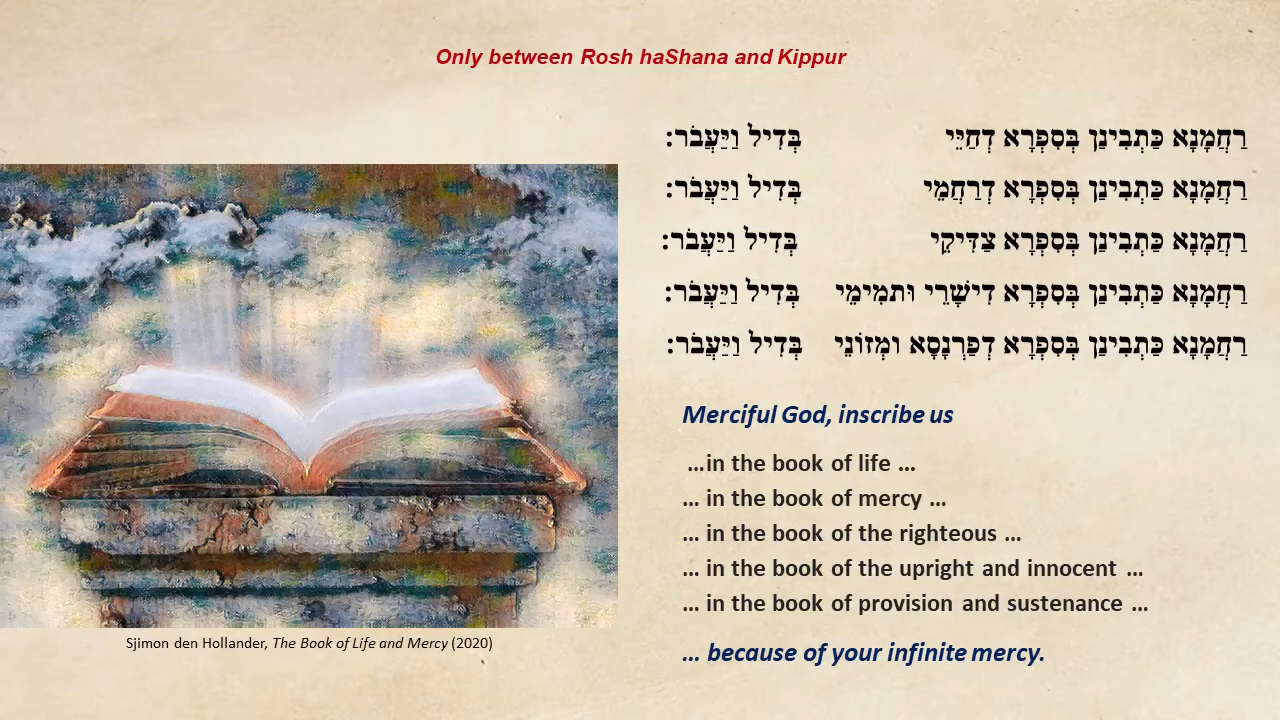 Only between Rosh haShana and Kippur
רַחֲמָנָא כַּתְבִינַן בְּסִפְרָא דְחַיֵּי בְּדִיל וַיַּעֲבֹר:
רַחֲמָנָא כַּתְבִינַן בְּסִפְרָא דְרַחֲמֵי בְּדִיל וַיַּעֲבֹר:
רַחֲמָנָא כַּתְבִינַן בְּסִפְרָא צַדִּיקֵי בְּדִיל וַיַּעֲבֹר:
רַחֲמָנָא כַּתְבִינַן בְּסִפְרָא דִישָׁרֵי וּתמִימֵי בְּדִיל וַיַּעֲבֹר:
רַחֲמָנָא כַּתְבִינַן בְּסִפְרָא דְפַרְנָסָא ומְזוֹנֵי בְּדִיל וַיַּעֲבֹר:
Merciful God, inscribe us
…in the book of life …
… in the book of mercy …
… in the book of the righteous …
… in the book of the upright and innocent …
… in the book of provision and sustenance …
… because of your infinite mercy.
Sjimon den Hollander, The Book of Life and Mercy (2020)